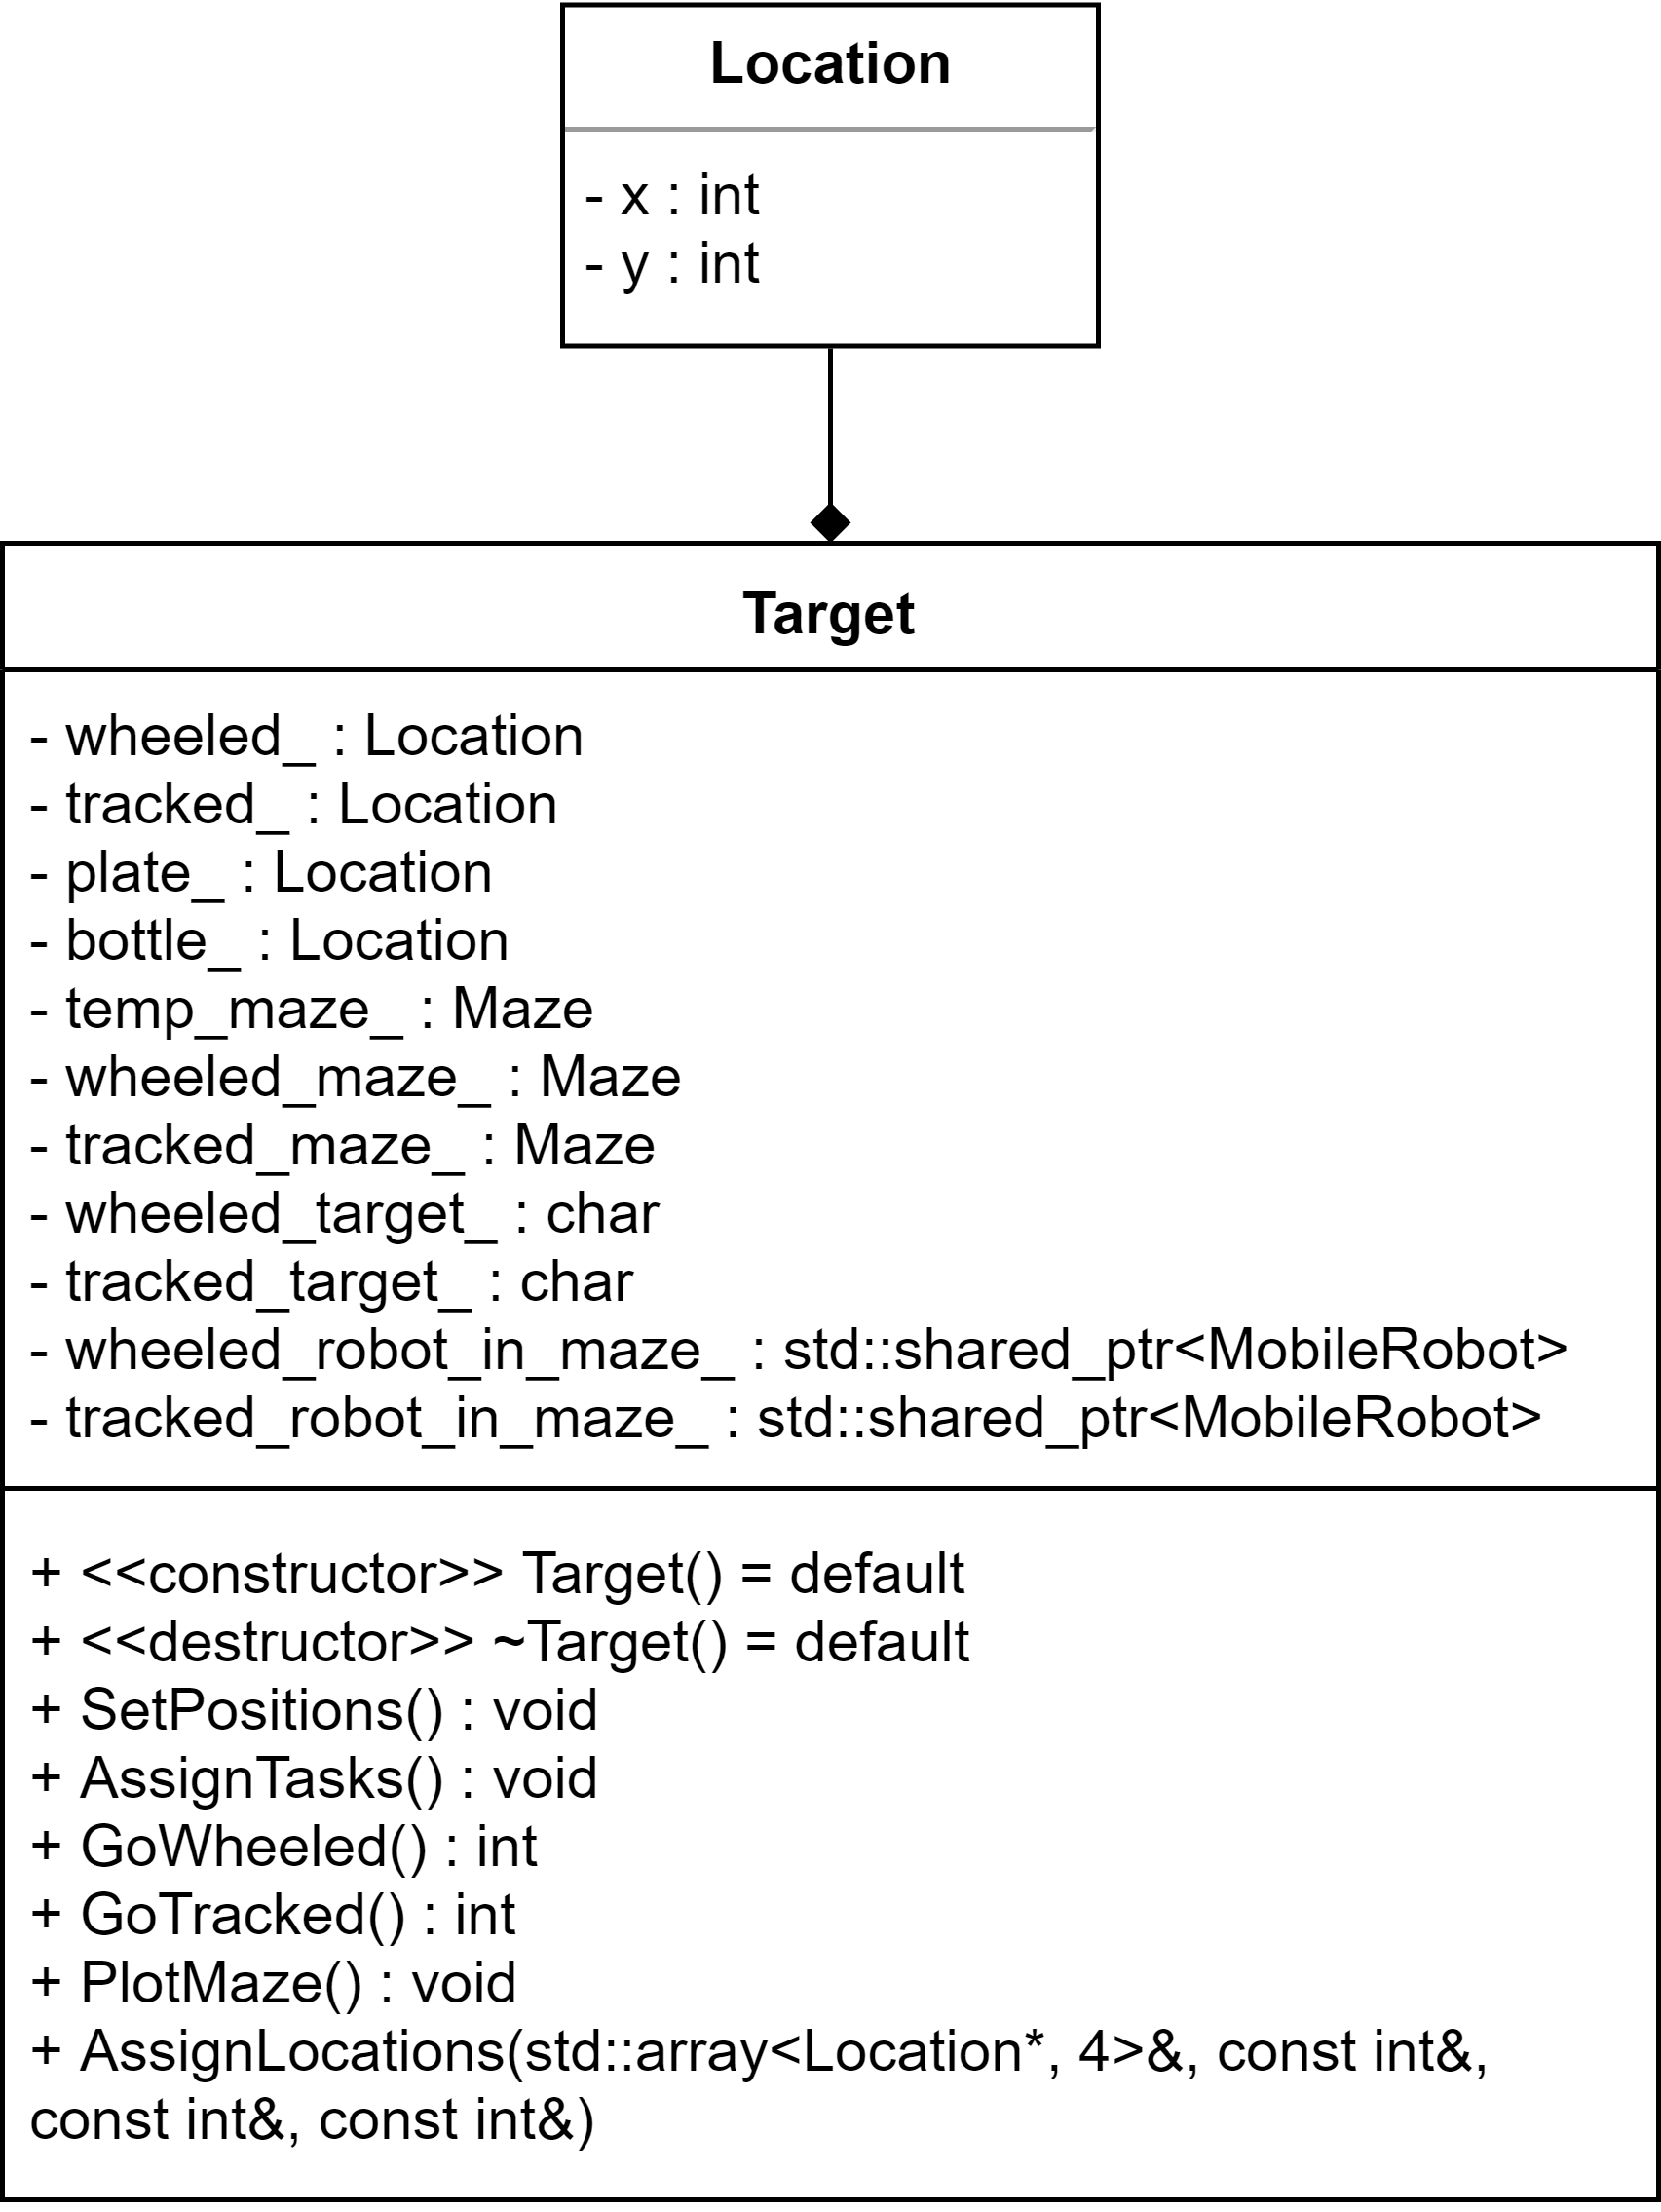 Location
- x : int
- y : int
Target
- wheeled_ : Location
- tracked_ : Location
- plate_ : Location
- bottle_ : Location
- temp_maze_ : Maze
- wheeled_maze_ : Maze
- tracked_maze_ : Maze
- wheeled_target_ : char
- tracked_target_ : char
- wheeled_robot_in_maze_ : std::shared_ptr<MobileRobot>
- tracked_robot_in_maze_ : std::shared_ptr<MobileRobot>
+ <<constructor>> Target() = default
+ <<destructor>> ~Target() = default
+ SetPositions() : void
+ AssignTasks() : void
+ GoWheeled() : int
+ GoTracked() : int
+ PlotMaze() : void
+ AssignLocations(std::array<Location*, 4>&, const int&,
const int&, const int&)